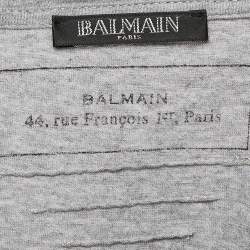 BALMAIN
PARIS
BALMAIN
44, rue François 1er, Paris